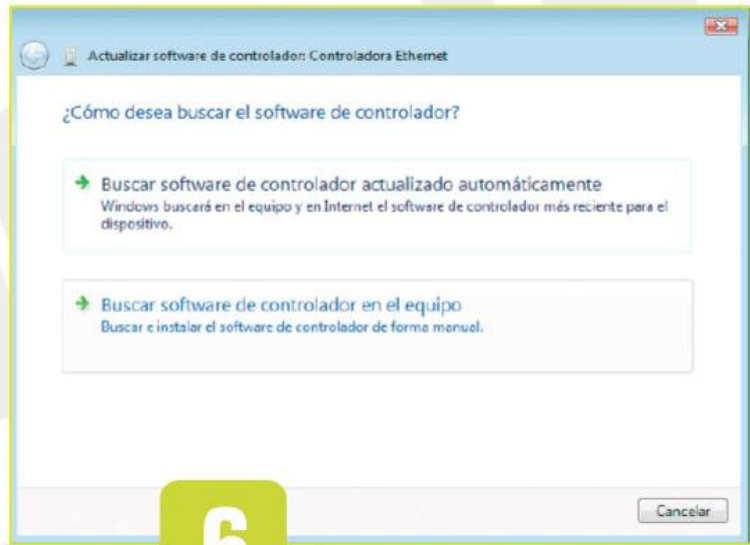 Actualizar software de controlador: Controladora Ethernet
¿Cómo desea buscar el software de controlador?
Buscar software de controlador actualizado automáticamente
Windows buscará en el equipo y en Internet el software de controlador más reciente para el
dispositivo.
Buscar software de controlador en el equipo
Buscar e instalar el software de controlador de forma manual.
Cancelar
6